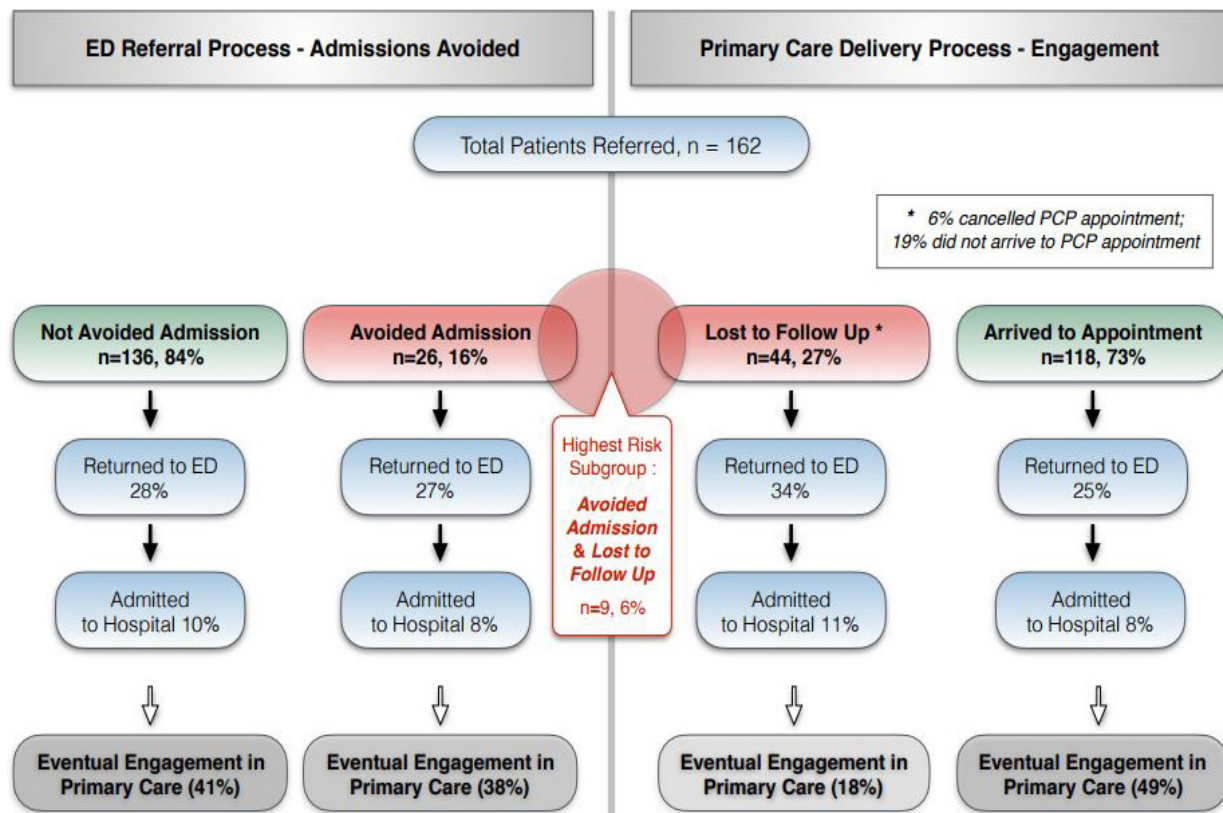 ED Referral Process - Admissions Avoided
Primary Care Delivery Process - Engagement
Total Patients Referred, n = 162
* 6% cancelled PCP appointment;
19% did not arrive to PCP appointment
Not Avoided Admission
n=136, 84%
Returned to ED
28%
Admitted
to Hospital 10%
Eventual Engagement in
Primary Care (41%)
Avoided Admission
n=26, 16%
Returned to ED
27%
Admitted
to Hospital 8%
Eventual Engagement in
Primary Care (38%)
Highest Risk
Subgroup :
Avoided
Admission
& Lost to
Follow Up
n=9, 6%
Lost to Follow Up *
n=44, 27%
Returned to ED
34%
Admitted
to Hospital 11%
Eventual Engagement in
Primary Care (18%)
Arrived to Appointment
n=118, 73%
Returned to ED
25%
Admitted
to Hospital 8%
Eventual Engagement in
Primary Care (49%)